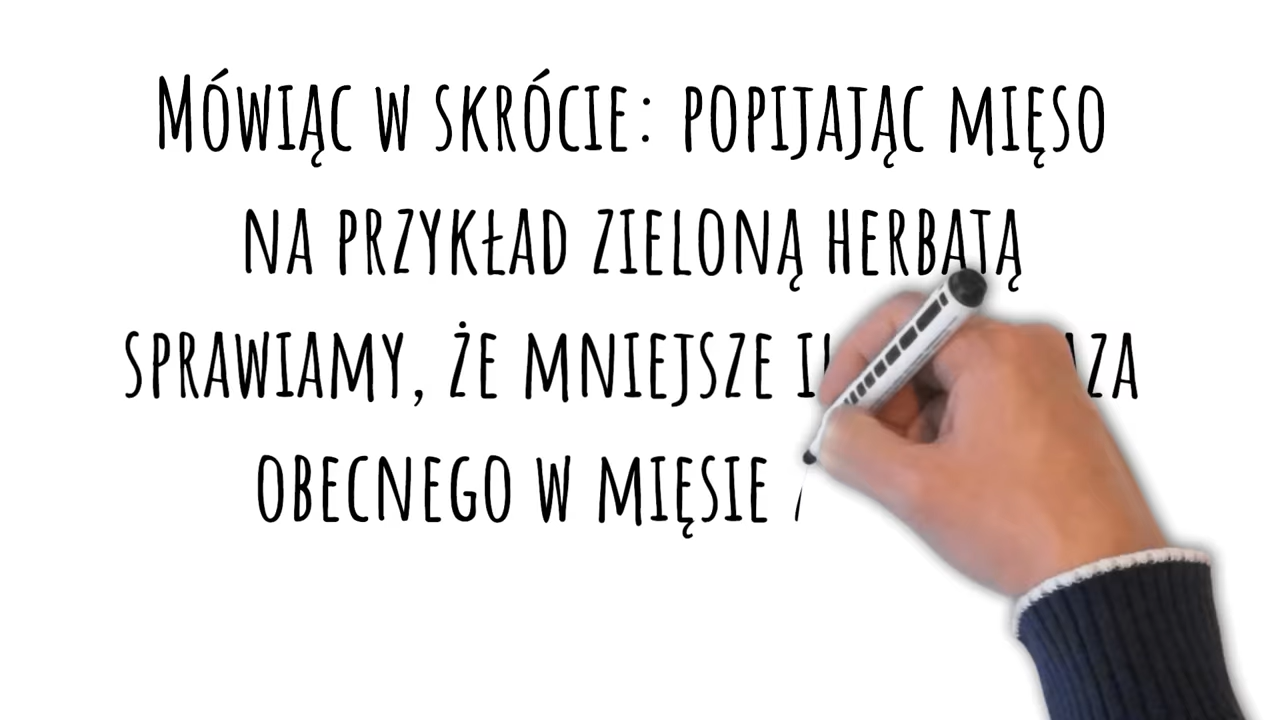 Mówiąc w skrócie: popijając mięso
na przykład zieloną herbatą
sprawiamy, że mniejsze
obecnego w mięsie